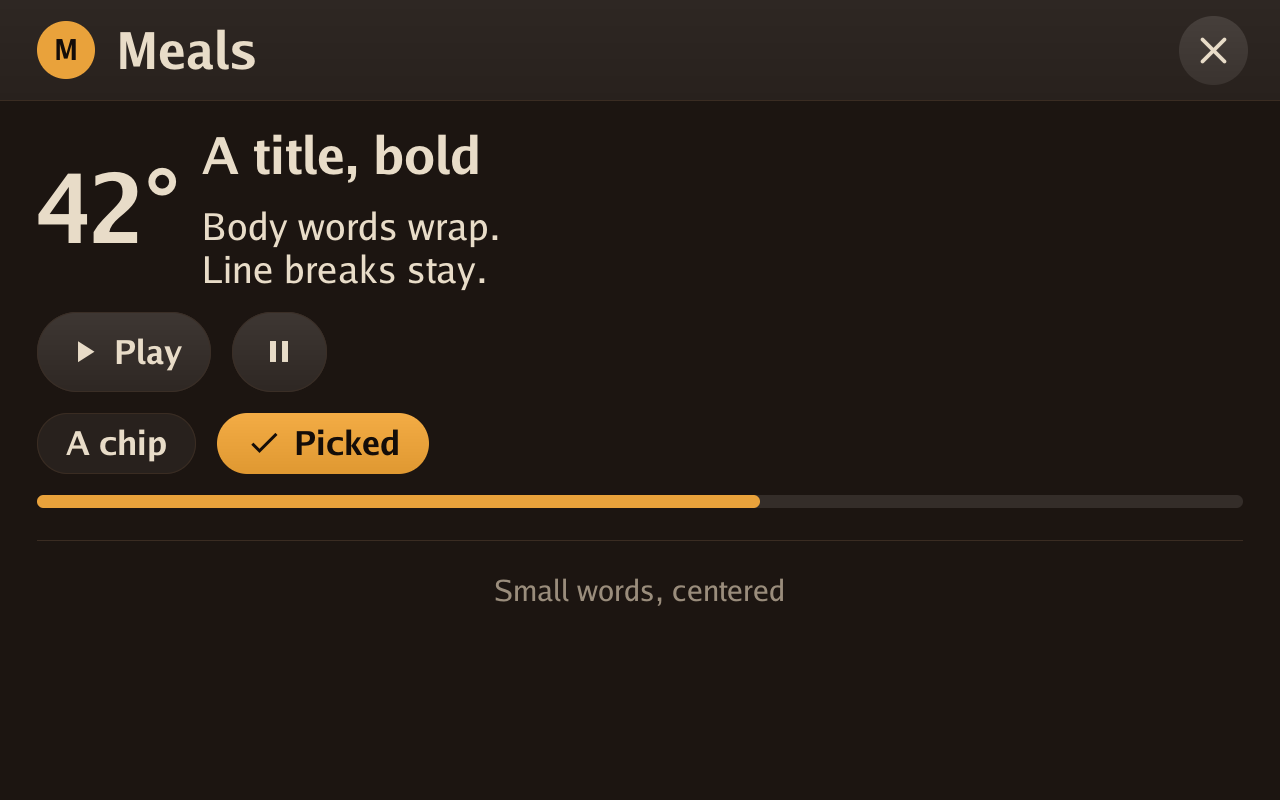 M Meals
42°
A title, bold
Body words wrap.
Line breaks stay.
Play
A chip
Picked
Small words, centered